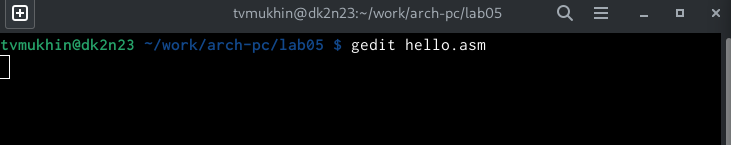 tvmukhin@dk2n23:~/work/arch-pc/lab05
tvmukhin@dk2n23 ~/work/arch-pc/lab05 $ gedit hello.asm